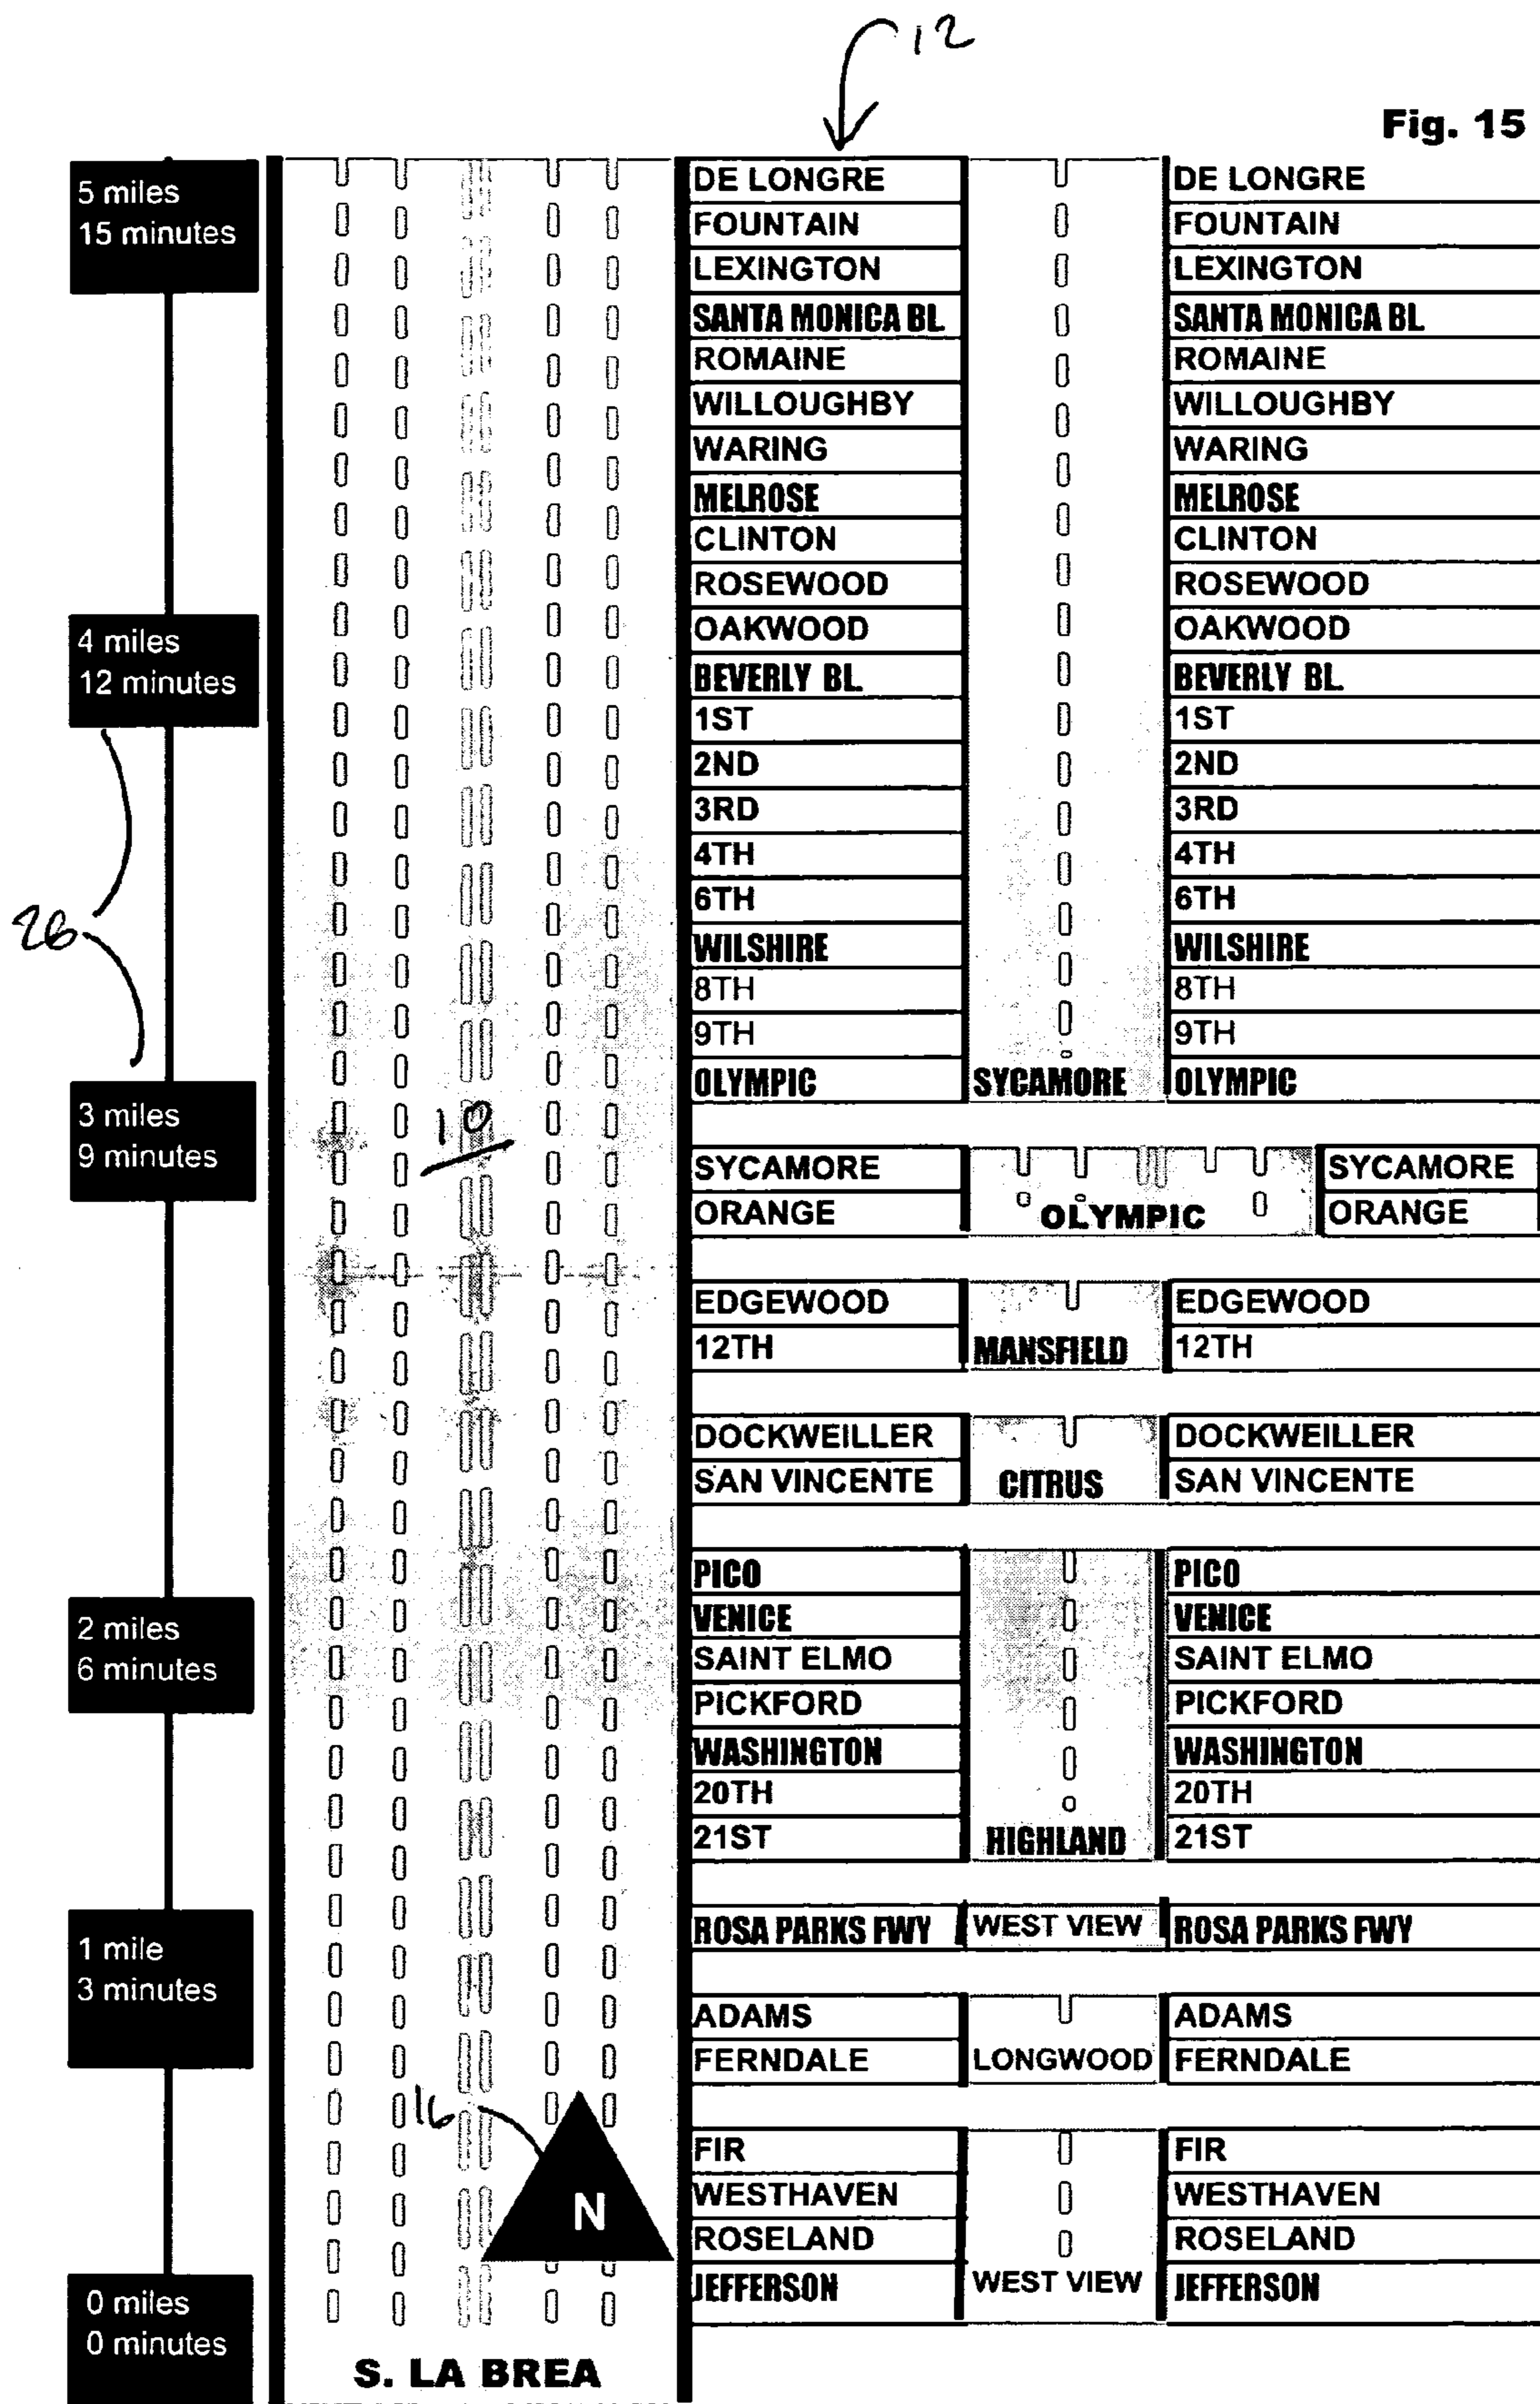 12
Fig. 15
5 miles
15 minutes
DE LONGRE DE LONGRE
FOUNTAIN FOUNTAIN
LEXINGTON LEXINGTON
SANTA MONICA BL SANTA MONICA BL
ROMAINE ROMAINE
WILLOUGHBY WILLOUGHBY
WARING WARING
MELROSE MELROSE
CLINTON CLINTON
ROSEWOOD ROSEWOOD
4 miles
12 minutes
OAKWOOD OAKWOOD
BEVERLY BL BEVERLY BL
1ST 1ST
2ND 2ND
3RD 3RD
4TH 4TH
6TH 6TH
26
WILSHIRE WILSHIRE
8TH 8TH
9TH 9TH
OLYMPIC SYCAMORE OLYMPIC
3 miles
9 minutes
10
SYCAMORE SYCAMORE
ORANGE OLYMPIC ORANGE
EDGEWOOD EDGEWOOD
12TH MANSFIELD 12TH
DOCKWEILLER DOCKWEILLER
SAN VINCENTE CITRUS SAN VINCENTE
PICO PICO
VENICE VENICE
2 miles
6 minutes
SAINT ELMO SAINT ELMO
PICKFORD PICKFORD
WASHINGTON WASHINGTON
20TH 20TH
21ST HIGHLAND 21ST
ROSA PARKS FWY WEST VIEW ROSA PARKS FWY
1 mile
3 minutes
ADAMS ADAMS
FERNDALE LONGWOOD FERNDALE
16
N
FIR FIR
WESTHAVEN WESTHAVEN
ROSELAND ROSELAND
JEFFERSON WEST VIEW JEFFERSON
0 miles
0 minutes
S. LA BREA